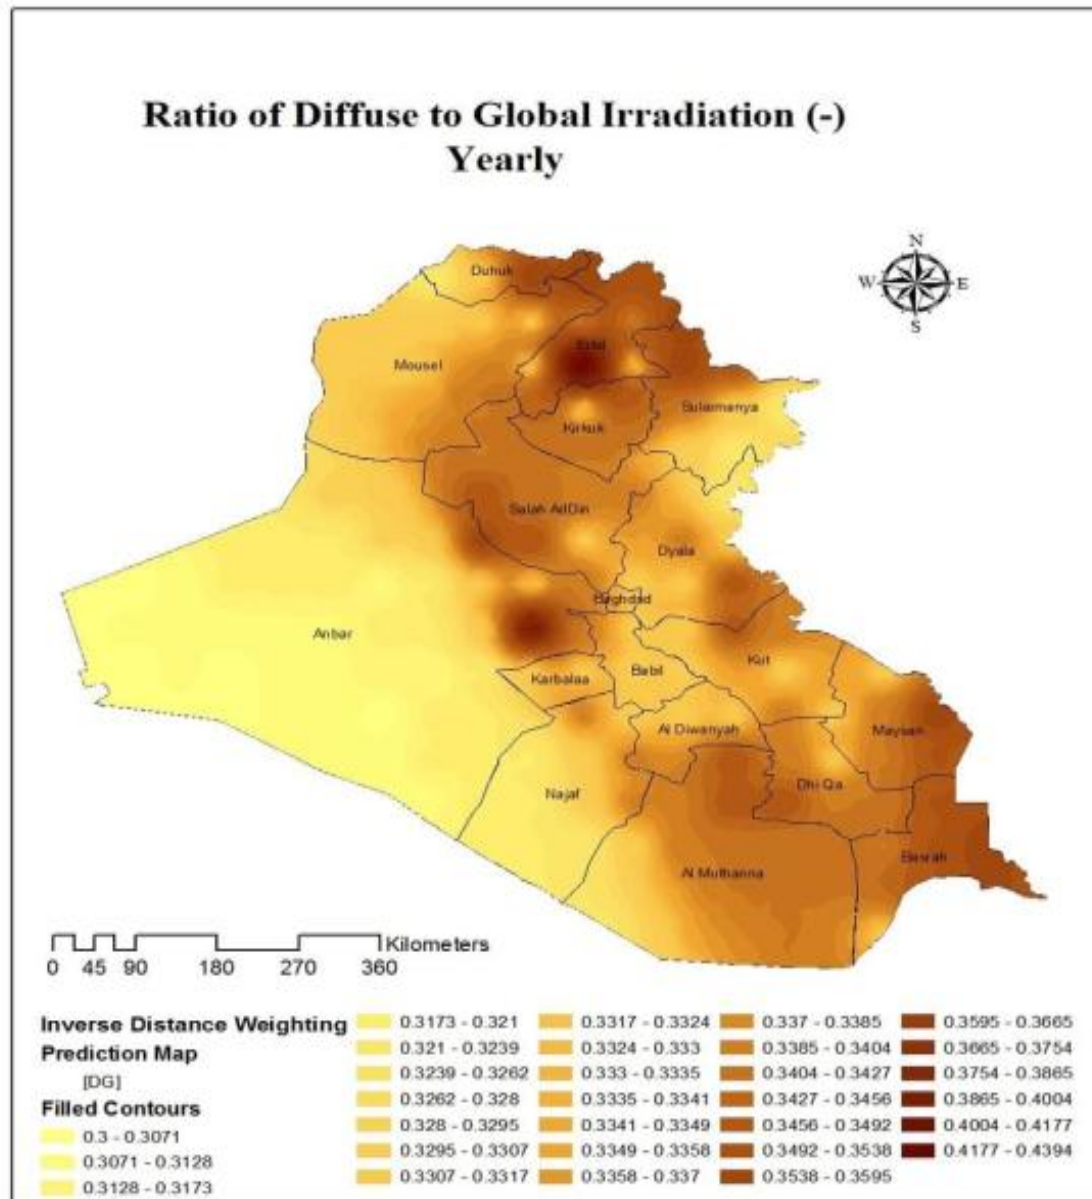 Ratio of Diffuse to Global Irradiation (-)
Yearly
N
W
E
S
Duhuk
Erbil
Mousel
Sulaimanya
Kirkuk
Salah AdDin
Dyala
Baghdad
Anbar
Kut
Babil
Karbalaa
Al Diwanyah
Maysan
Dhi Qa
Najaf
Basrah
Al Muthanna
Kilometers
0 45 90 180 270 360
Inverse Distance Weighting
Prediction Map
[DG]
Filled Contours
0.3 - 0.3071
0.3071 - 0.3128
0.3128 - 0.3173
0.3173 - 0.321
0.321 - 0.3239
0.3239 - 0.3262
0.3262 - 0.328
0.328 - 0.3295
0.3295 - 0.3307
0.3307 - 0.3317
0.3317 - 0.3324
0.3324 - 0.333
0.333 - 0.3335
0.3335 - 0.3341
0.3341 - 0.3349
0.3349 - 0.3358
0.3358 - 0.337
0.337 - 0.3385
0.3385 - 0.3404
0.3404 - 0.3427
0.3427 - 0.3456
0.3456 - 0.3492
0.3492 - 0.3538
0.3538 - 0.3595
0.3595 - 0.3665
0.3665 - 0.3754
0.3754 - 0.3865
0.3865 - 0.4004
0.4004 - 0.4177
0.4177 - 0.4394